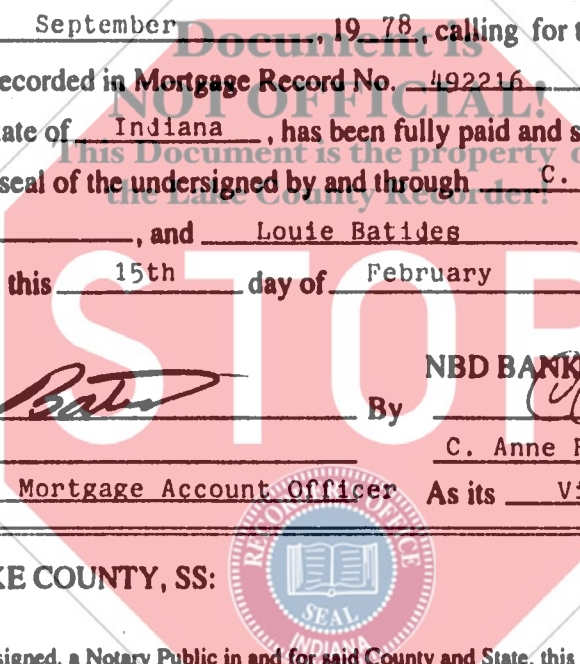 September, 19 78, calling for t
ecorded in Mortgage Record No. 492216
ate of Indiana, has been fully paid and s
seal of the undersigned by and through C.
, and Louie Batides
this 15th day of February
NBD BANK
By
C. Anne
Mortgage Account Officer As its Vi
KE COUNTY, SS:
signed, a Notary Public in and for said County and State, this
Document is
NOT OFFICIAL!
This Document is the property o
the Lake County Recorder!
STOP
RECORDER'S OFFICE
SEAL
INDIANA